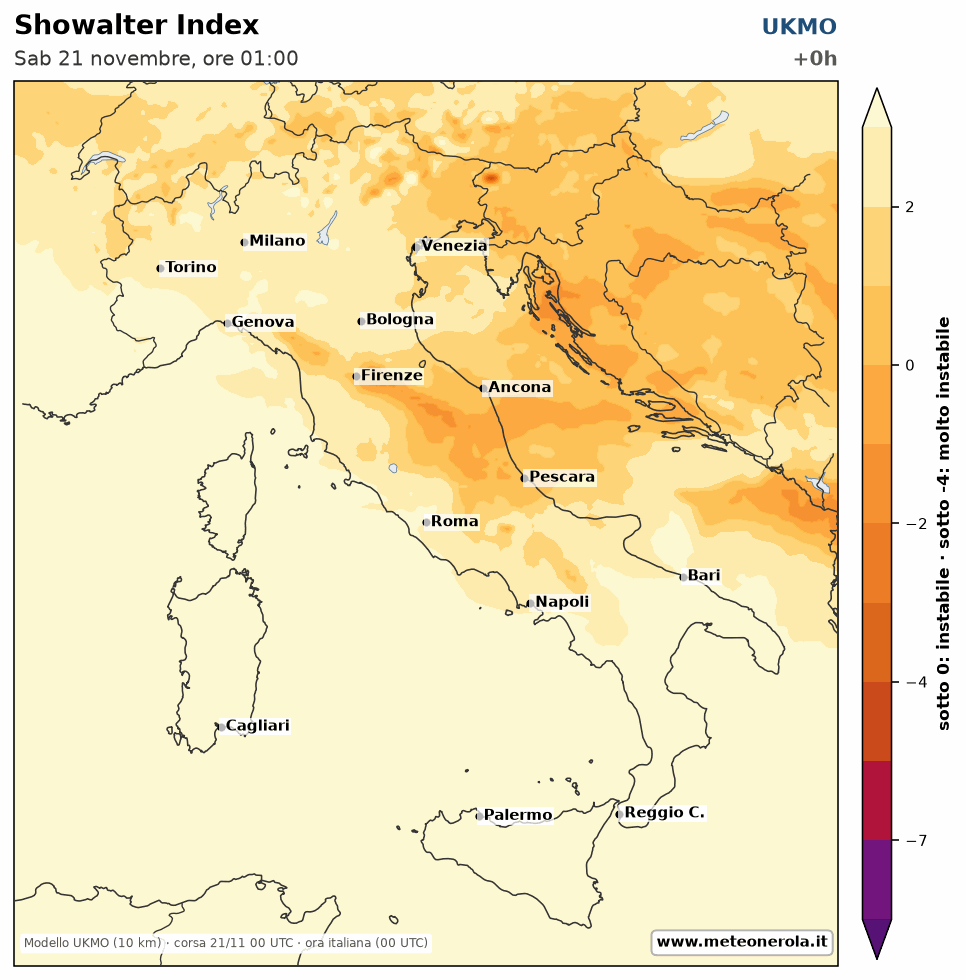 Showalter Index
UKMO
Sab 21 novembre, ore 01:00
+0h
Milano
Venezia
Torino
Genova
Bologna
Firenze
Ancona
Pescara
Roma
Bari
Napoli
Cagliari
Palermo
Reggio C.
2
0
−2
−4
−7
sotto 0: instabile · sotto -4: molto instabile
Modello UKMO (10 km) · corsa 21/11 00 UTC · ora italiana (00 UTC)
www.meteonerola.it